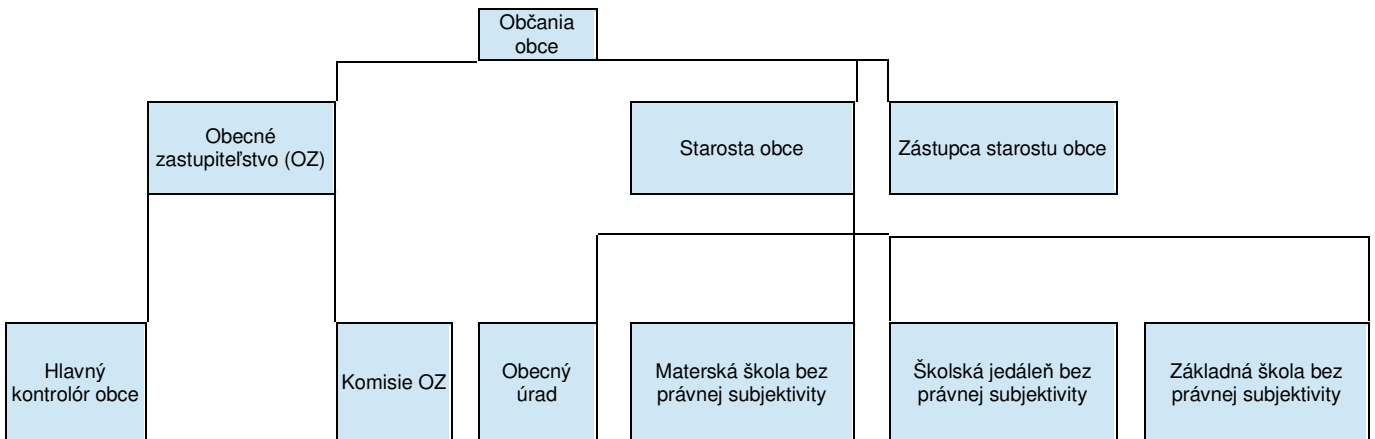 Občania
obce
Obecné
zastupiteľstvo (OZ)
Starosta obce
Zástupca starostu obce
Hlavný
kontrolór obce
Komisie OZ
Obecný
úrad
Materská škola bez
právnej subjektivity
Školská jedáleň bez
právnej subjektivity
Základná škola bez
právnej subjektivity